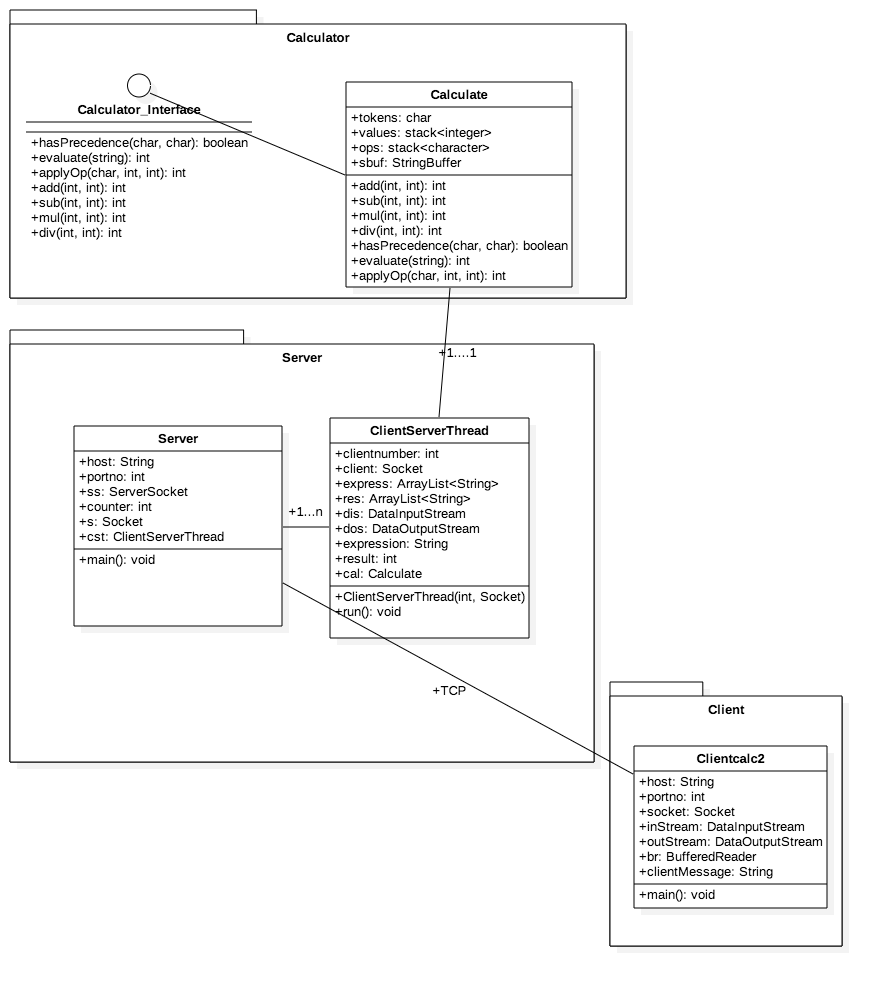 Calculator
Calculator_Interface
+hasPrecedence(char, char): boolean
+evaluate(string): int
+applyOp(char, int, int): int
+add(int, int): int
+sub(int, int): int
+mul(int, int): int
+div(int, int): int
Calculate
+tokens: char
+values: stack<integer>
+ops: stack<character>
+sbuf: StringBuffer
+add(int, int): int
+sub(int, int): int
+mul(int, int): int
+div(int, int): int
+hasPrecedence(char, char): boolean
+evaluate(string): int
+applyOp(char, int, int): int
+1....1
Server
Server
+host: String
+portno: int
+ss: ServerSocket
+counter: int
+s: Socket
+cst: ClientServerThread
+main(): void
+1...n
ClientServerThread
+clientnumber: int
+client: Socket
+express: ArrayList<String>
+res: ArrayList<String>
+dis: DataInputStream
+dos: DataOutputStream
+expression: String
+result: int
+cal: Calculate
+ClientServerThread(int, Socket)
+run(): void
+TCP
Client
Clientcalc2
+host: String
+portno: int
+socket: Socket
+inStream: DataInputStream
+outStream: DataOutputStream
+br: BufferedReader
+clientMessage: String
+main(): void